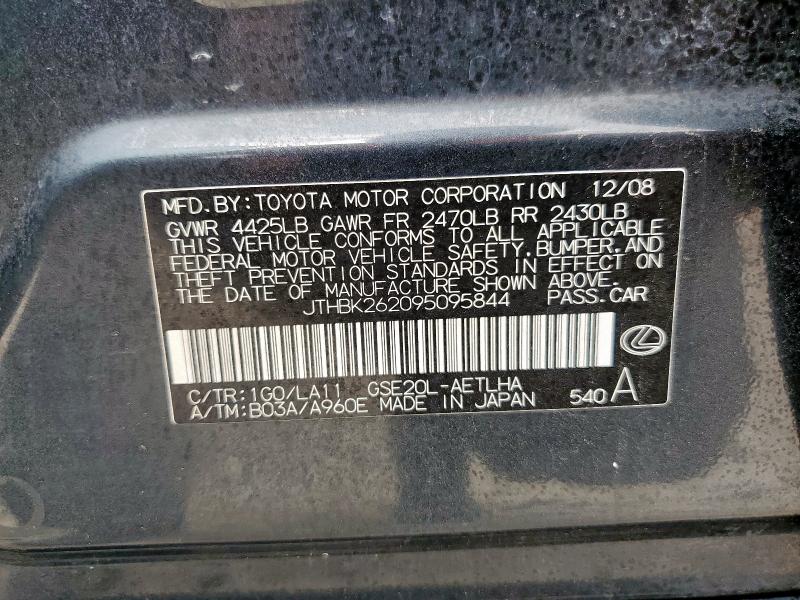 MFD. BY: TOYOTA MOTOR CORPORATION 12/08
GVWR 4425LB GAWR FR 2470LB RR 2430LB
THIS VEHICLE CONFORMS TO ALL APPLICABLE
FEDERAL MOTOR VEHICLE SAFETY, BUMPER, AND
THEFT PREVENTION STANDARDS IN EFFECT ON
THE DATE OF MANUFACTURE SHOWN ABOVE.
JTHBK262095095844 PASS. CAR
C/TR: 1G0/LA11 GSE20L-AETLHA
A/TM: B03A/A960E MADE IN JAPAN 540 A